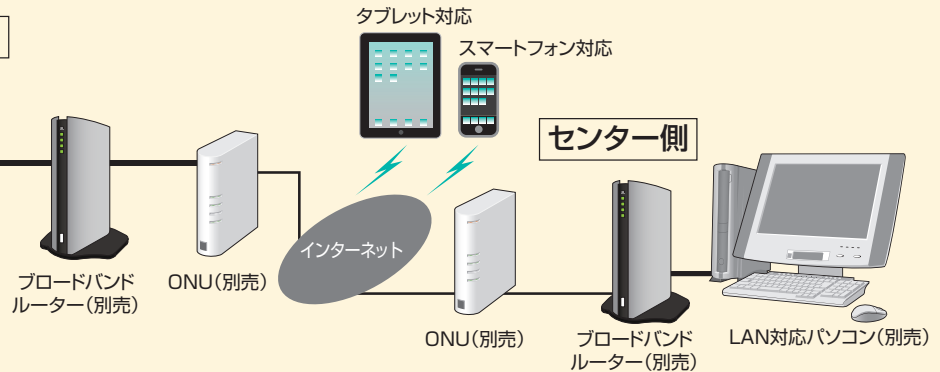 タブレット対応
スマートフォン対応
センター側
インターネット
ブロードバンド
ルーター(別売)
ONU(別売)
ONU(別売)
ブロードバンド
ルーター(別売)
LAN対応パソコン(別売)